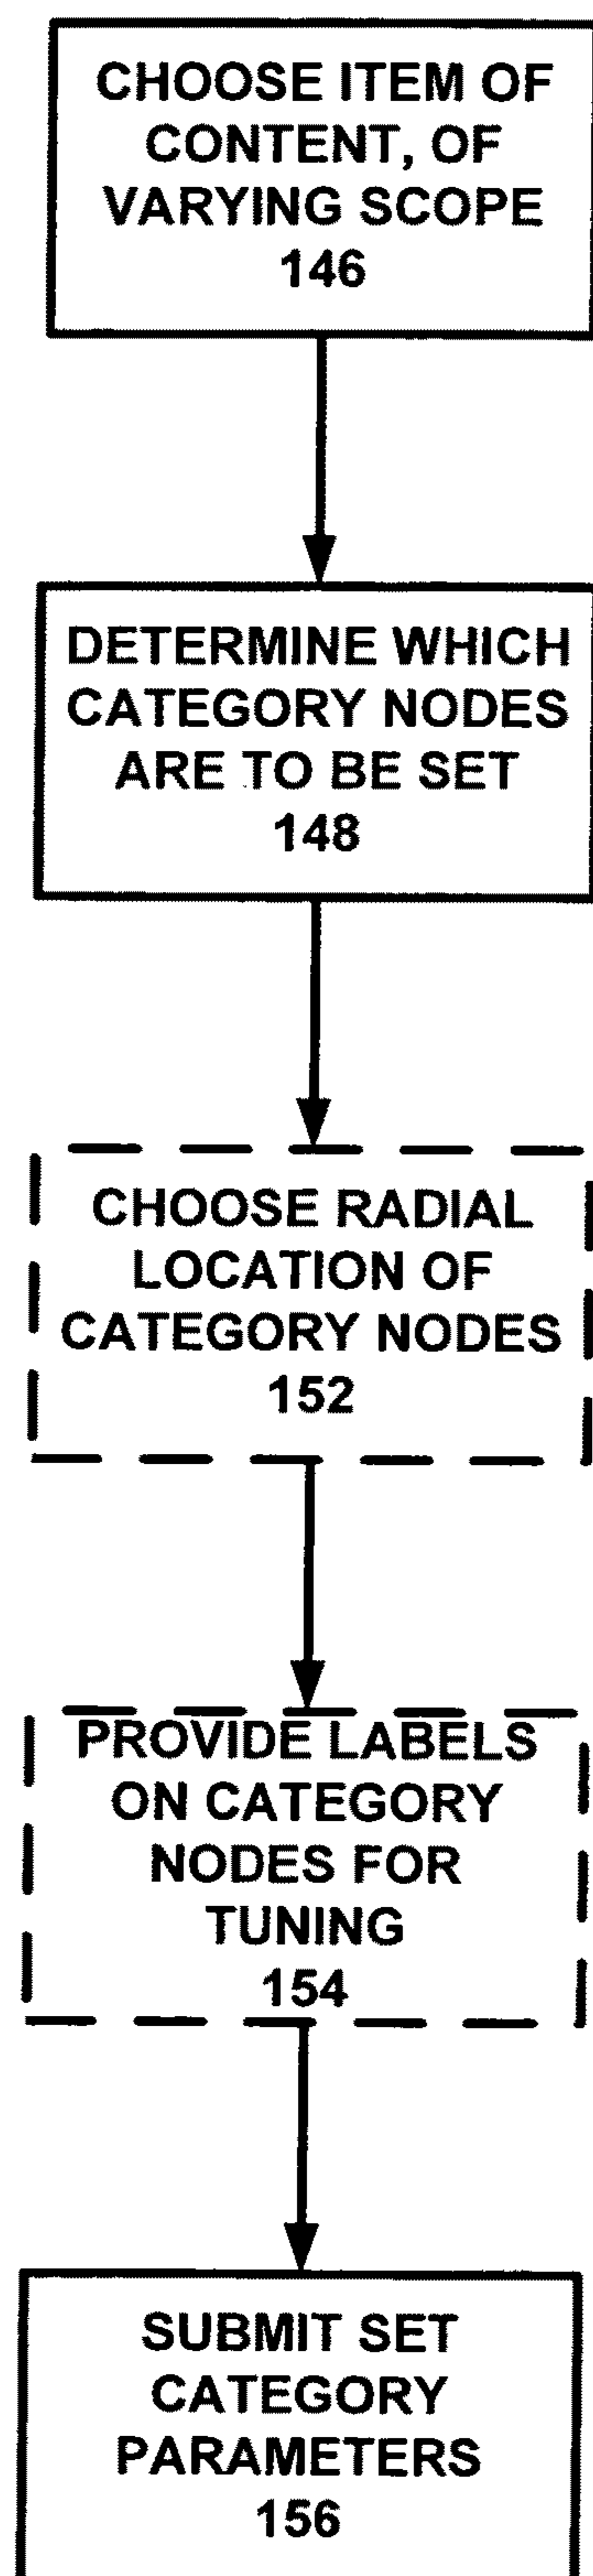 CHOOSE ITEM OF
CONTENT, OF
VARYING SCOPE
146
DETERMINE WHICH
CATEGORY NODES
ARE TO BE SET
148
CHOOSE RADIAL
LOCATION OF
CATEGORY NODES
152
PROVIDE LABELS
ON CATEGORY
NODES FOR
TUNING
154
SUBMIT SET
CATEGORY
PARAMETERS
156